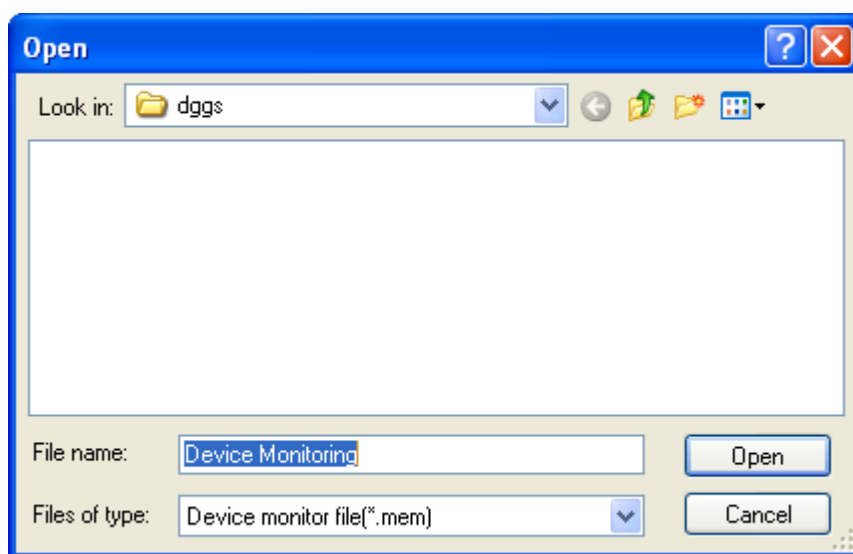 Open
Look in: dggs
File name: Device Monitoring Open
Files of type: Device monitor file(*.mem) Cancel